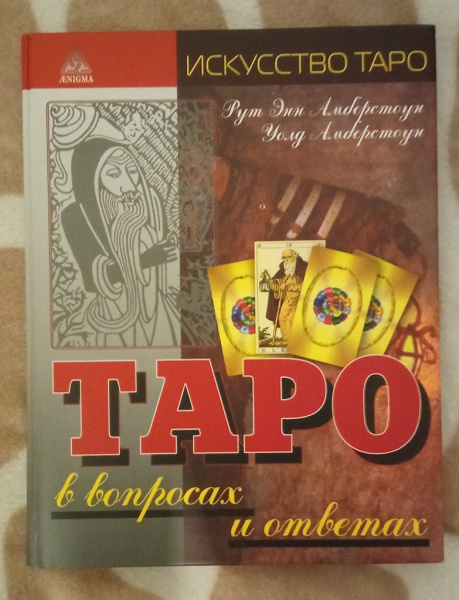 ÆNIGMA
ИСКУССТВО ТАРО
Рут Энн Амберстоун
Уолд Амберстоун
ТАРО
в вопросах
и ответах